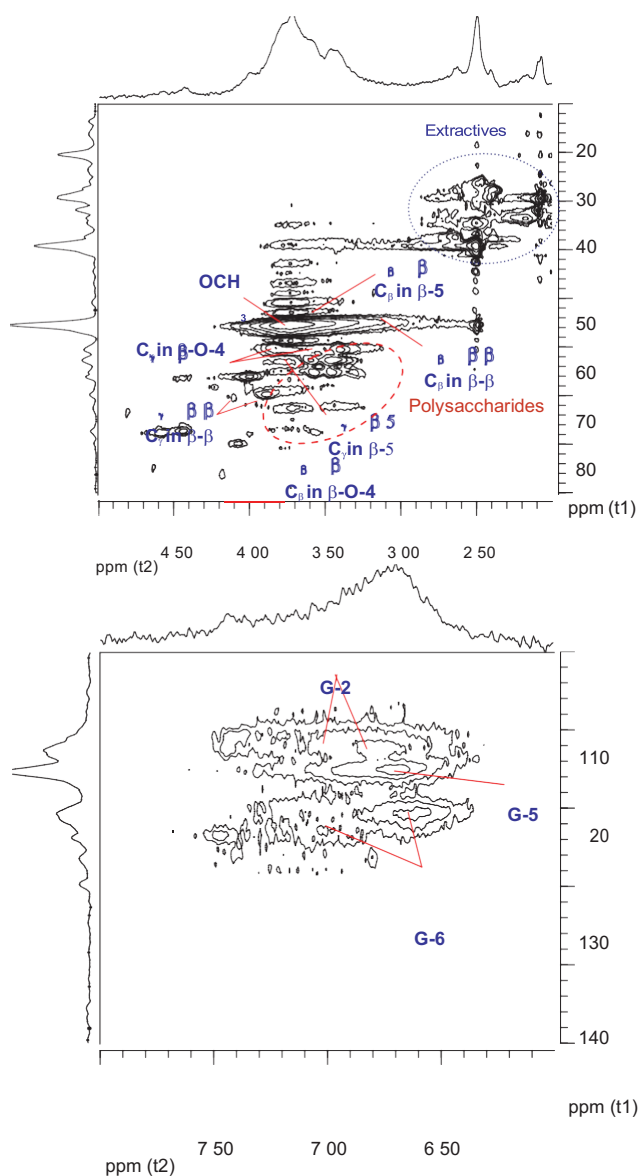 Extractives
20
30
β β
40
OCH
Cβ in β-5
3
50
Cγ in β-O-4
β β β
Cβ in β-β
60
β β
Polysaccharides
β 5
70
Cγ in β-β
Cγ in β-5
β β
80
Cβ in β-O-4
ppm (t1)
4 50 4 00 3 50 3 00 2 50
ppm (t2)
G-2
110
G-5
20
G-6
130
140
ppm (t1)
7 50 7 00 6 50
ppm (t2)